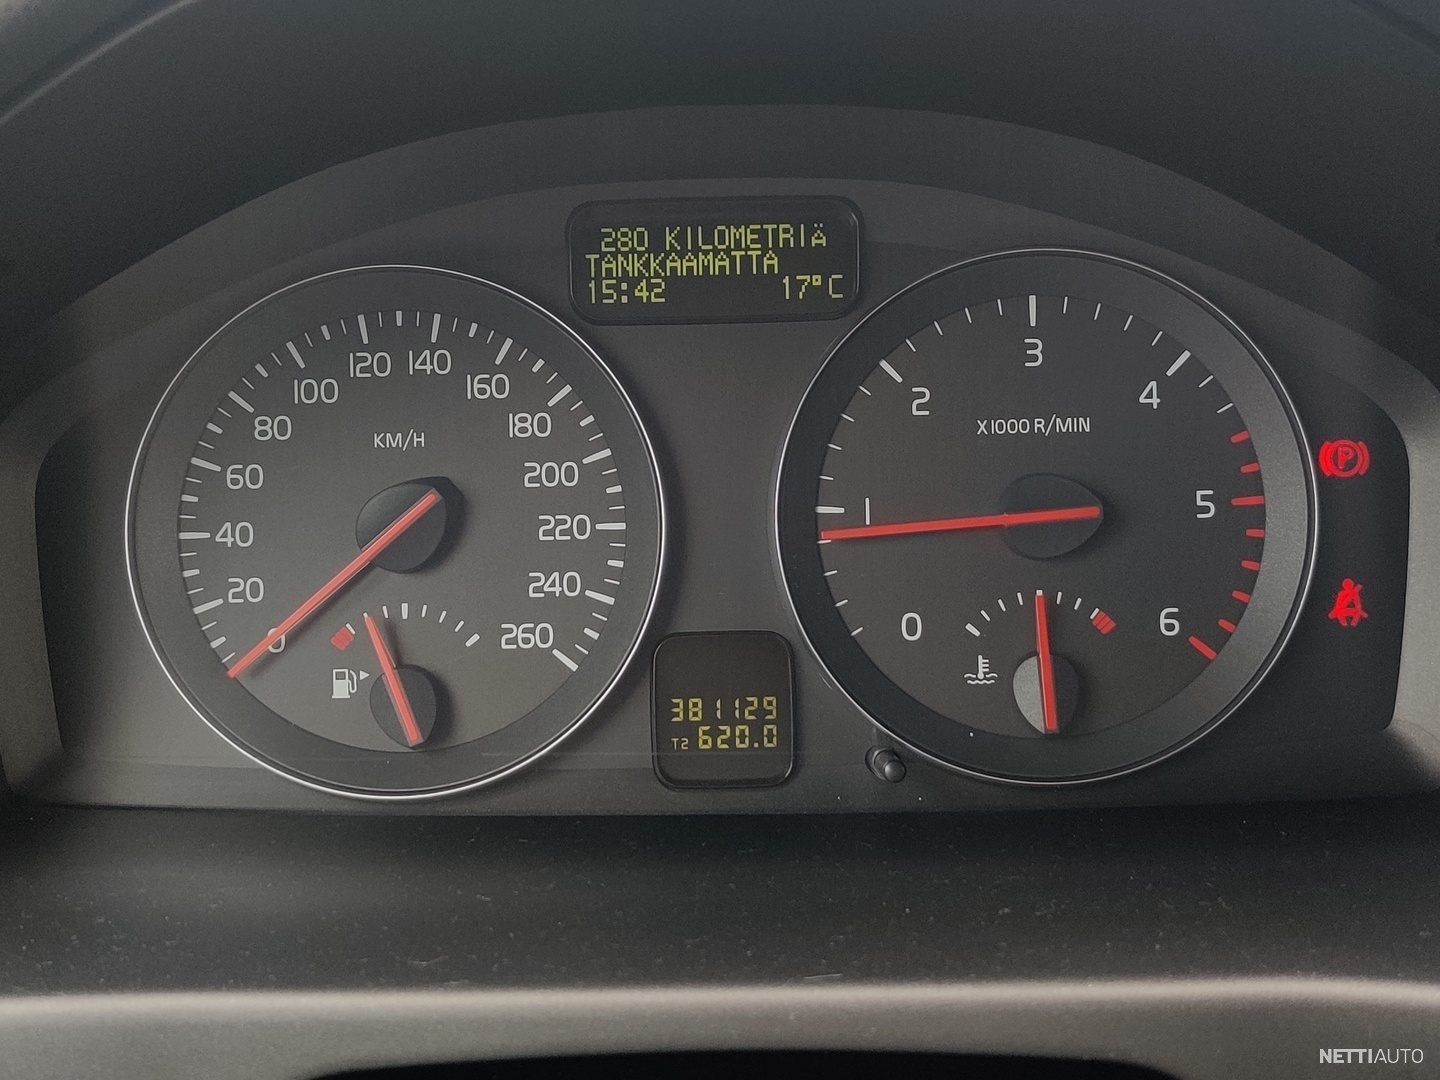 280 KILOMETRIÄ
TANKKAAMATTA
15:42 17°C
0 20 40 60 80 100 120 140 160 180 200 220 240 260
KM/H
0 1 2 3 4 5 6
X1000 R/MIN
P
381129
T2 620.0
NETTIAUTO